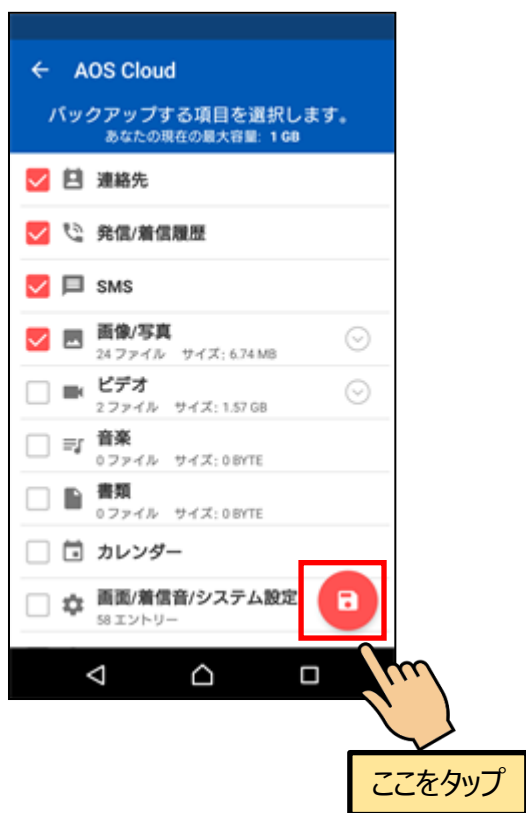 AOS Cloud
バックアップする項目を選択します。
あなたの現在の最大容量: 1 GB
連絡先
発信/着信履歴
SMS
画像/写真
24 ファイル サイズ: 6.74 MB
ビデオ
2 ファイル サイズ: 1.57 GB
音楽
0 ファイル サイズ: 0 BYTE
書類
0 ファイル サイズ: 0 BYTE
カレンダー
画面/着信音/システム設定
58 エントリー
ここをタップ